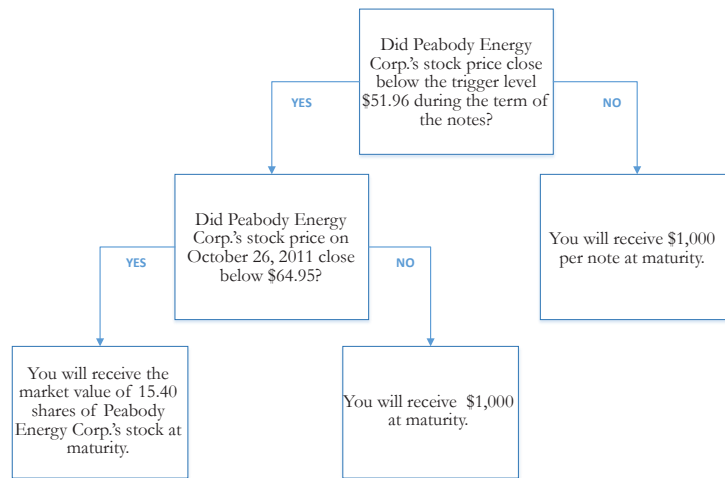 Did Peabody Energy
Corp.'s stock price close
below the trigger level
$51.96 during the term of
the notes?
YES
NO
Did Peabody Energy
Corp.'s stock price on
October 26, 2011 close
below $64.95?
You will receive $1,000
per note at maturity.
YES
NO
You will receive the
market value of 15.40
shares of Peabody
Energy Corp.'s stock at
maturity.
You will receive $1,000
at maturity.